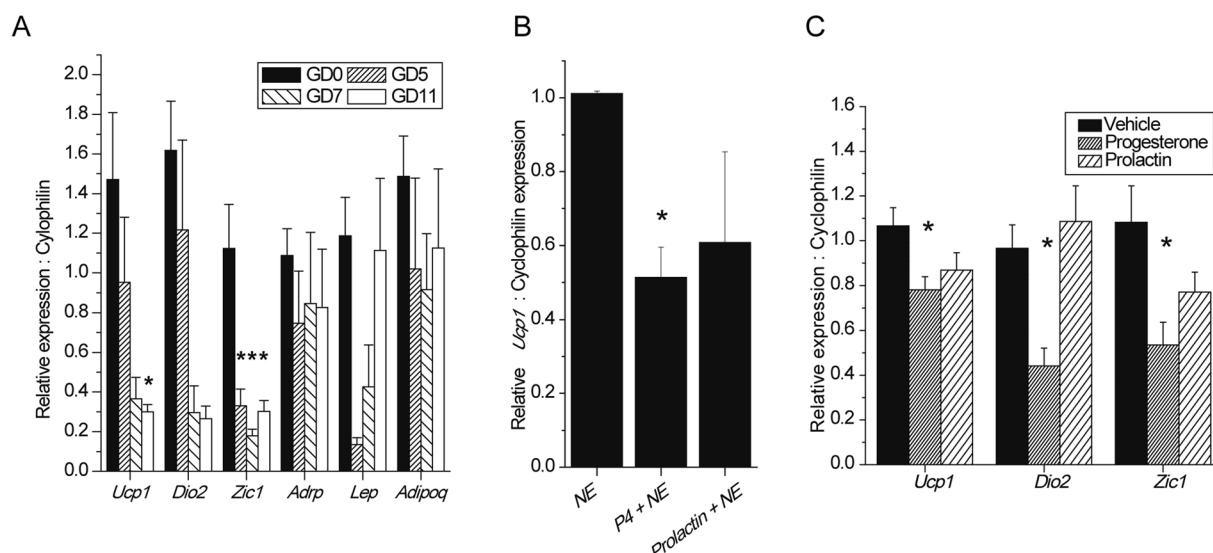 A
Relative expression : Cylophilin
2.0
1.8
1.6
1.4
1.2
1.0
0.8
0.6
0.4
0.2
0.0
GD0 GD5
GD7 GD11
*
***
Ucp1 Dio2 Zic1 Adrp Lep Adipoq
B
Relative Ucp1 : Cyclophilin expression
1.0
0.8
0.6
0.4
0.2
0.0
*
NE
P4 + NE
Prolactin + NE
C
Relative expression : Cyclophilin
1.6
1.4
1.2
1.0
0.8
0.6
0.4
0.2
0.0
Vehicle
Progesterone
Prolactin
* * *
Ucp1 Dio2 Zic1